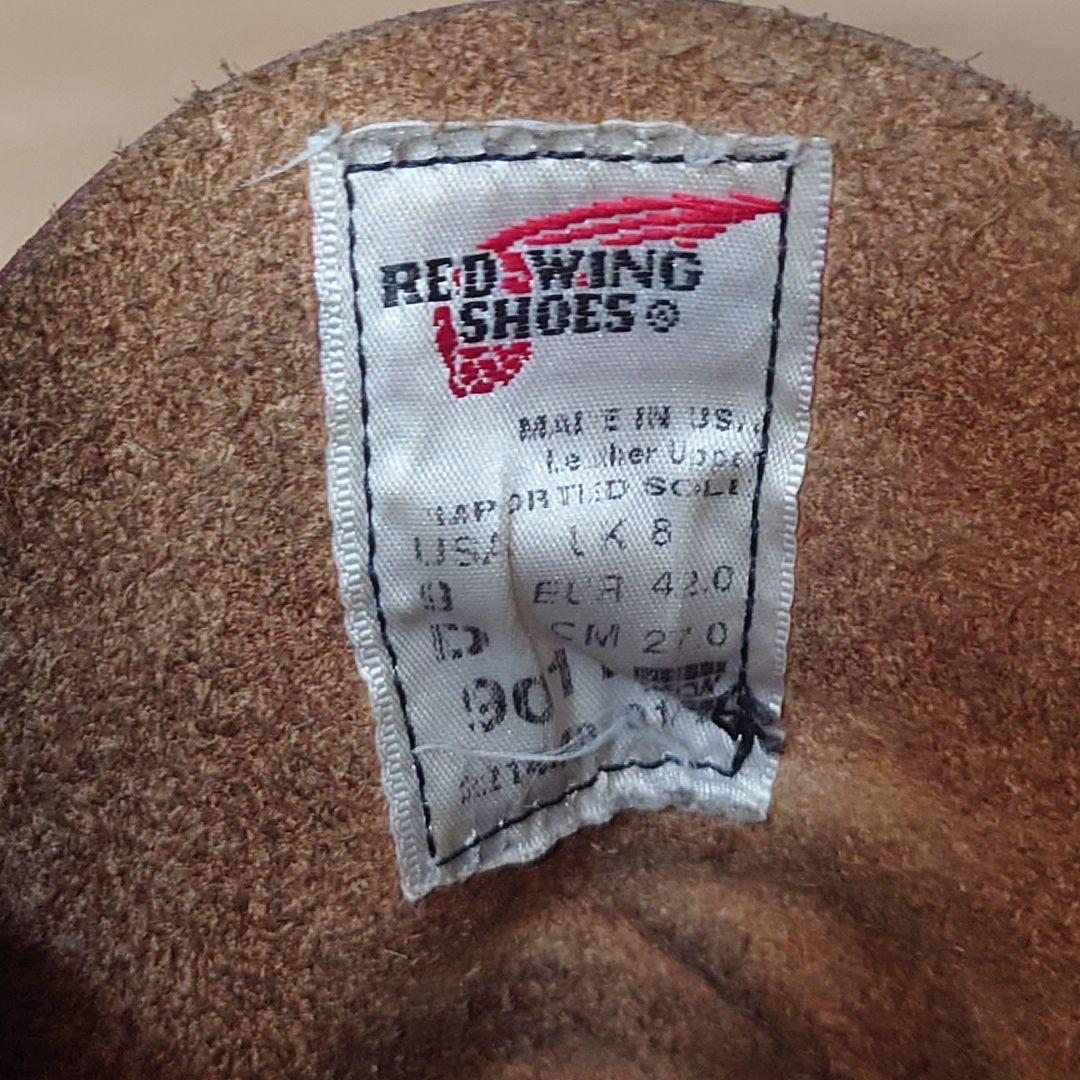 RED WING
SHOES®
MADE IN USA
Leather Upper
IMPORTED SOLE
USA UK 8
9 EUR 42.0
D CM 27.0
901